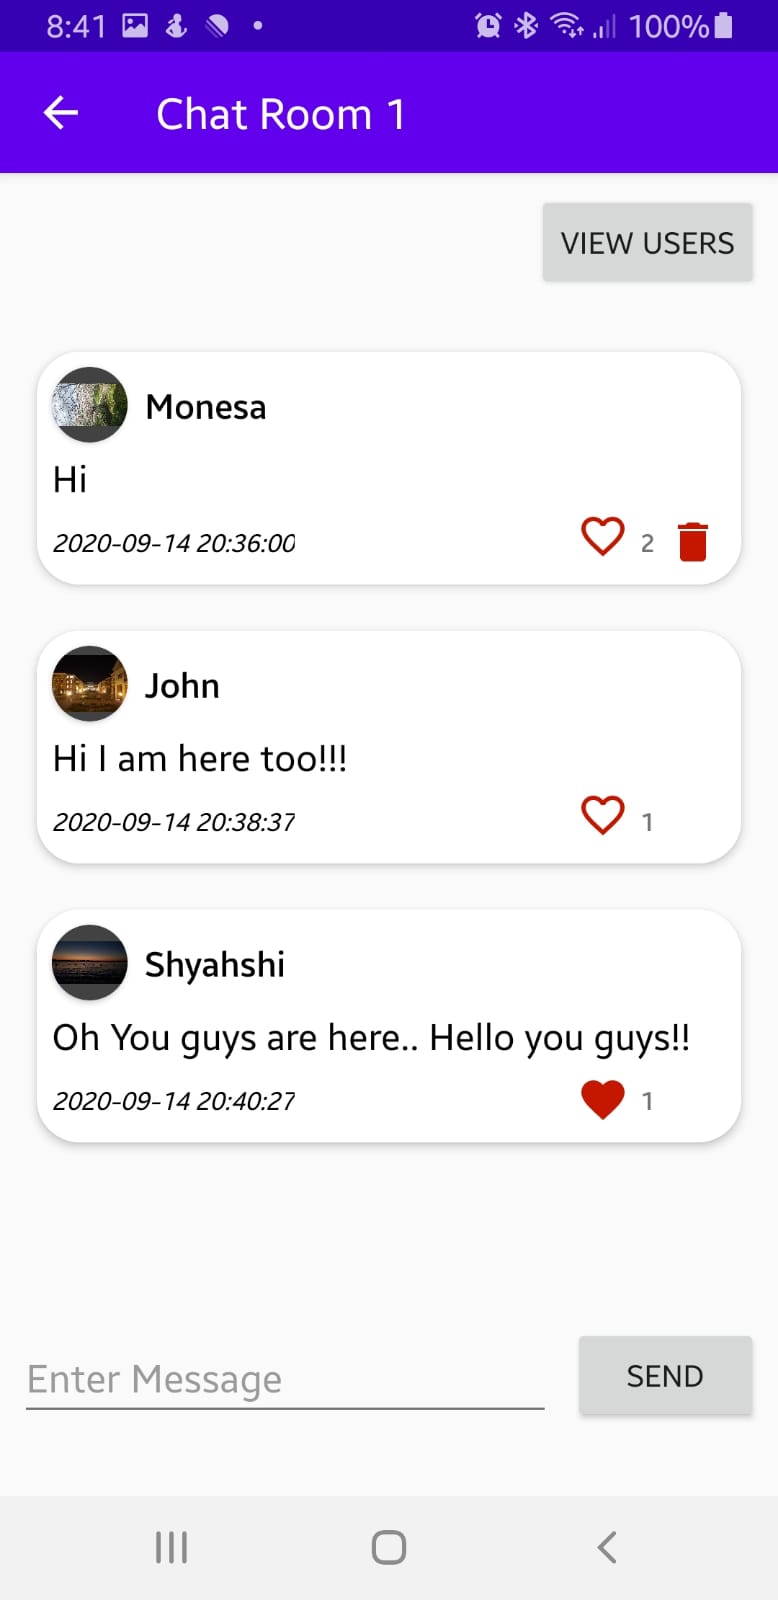 8:41 100%
Chat Room 1
VIEW USERS
Monesa
Hi
2020-09-14 20:36:00 2
John
Hi I am here too!!!
2020-09-14 20:38:37 1
Shyahshi
Oh You guys are here.. Hello you guys!!
2020-09-14 20:40:27 1
Enter Message SEND